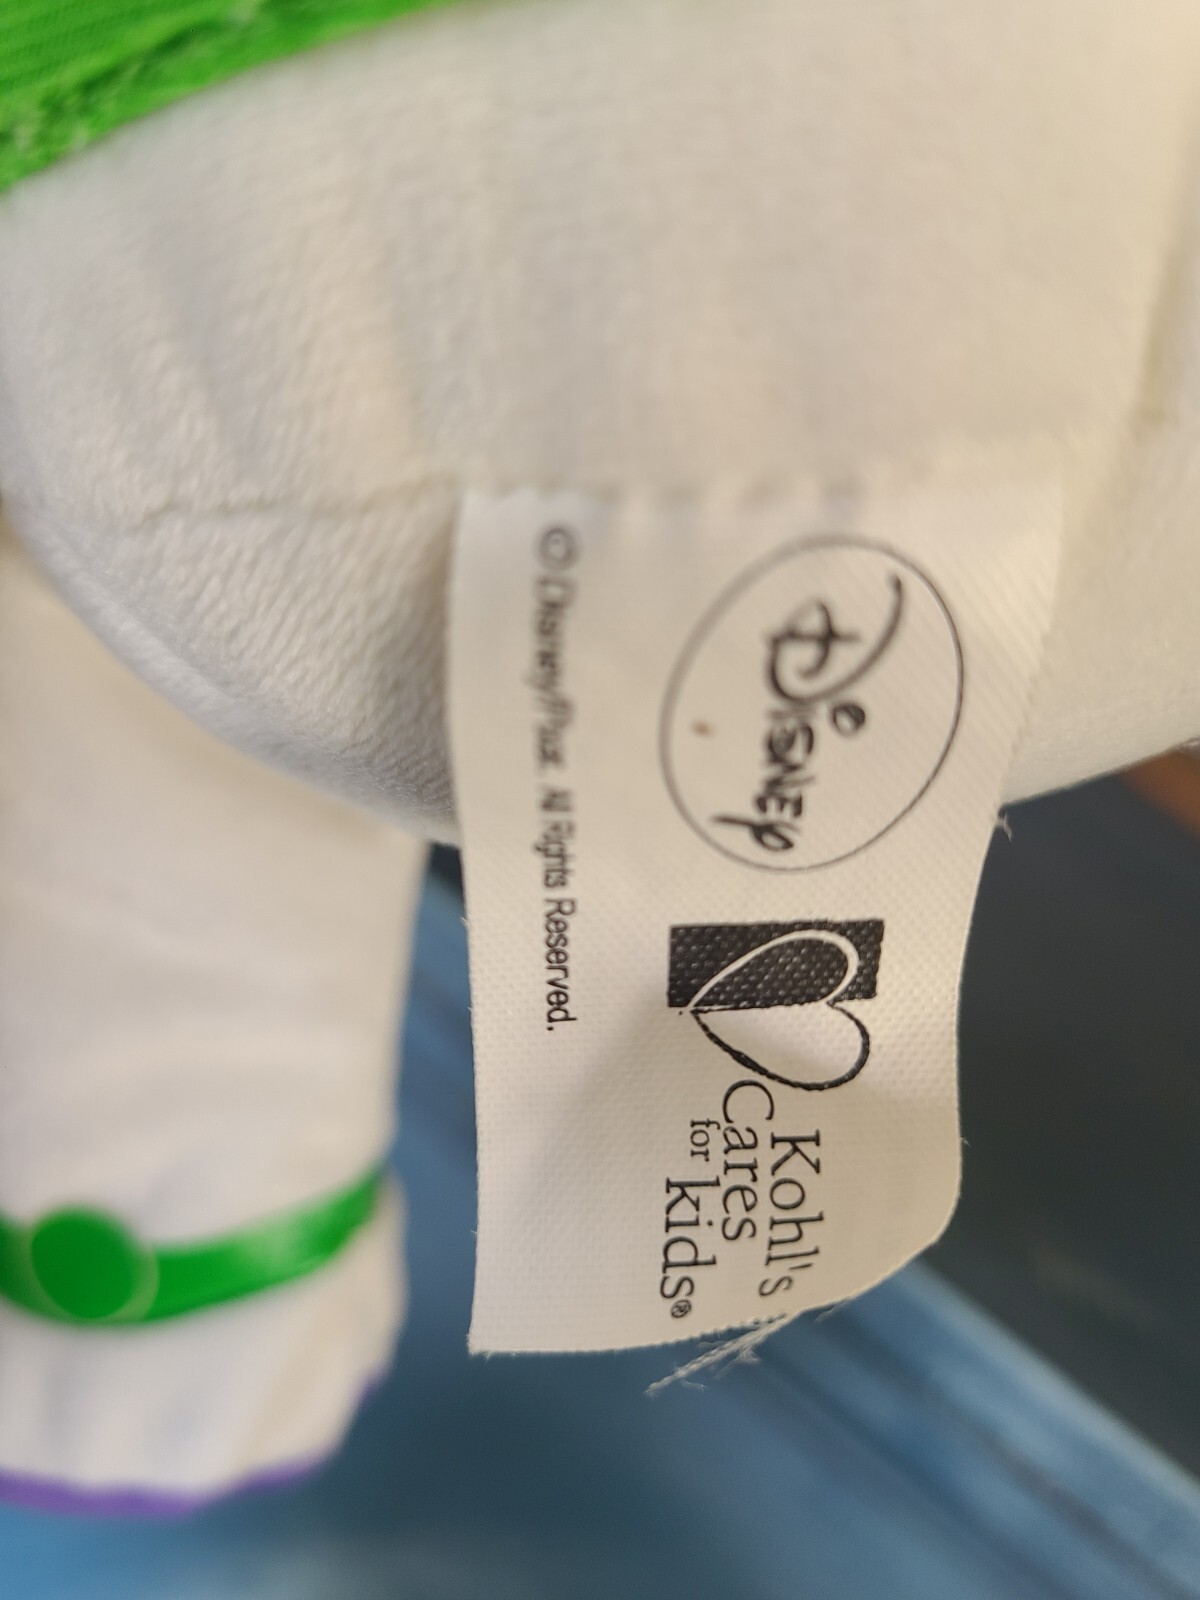 Disney
Kohl's
Cares
for kids®
© Disney/Pixar. All Rights Reserved.